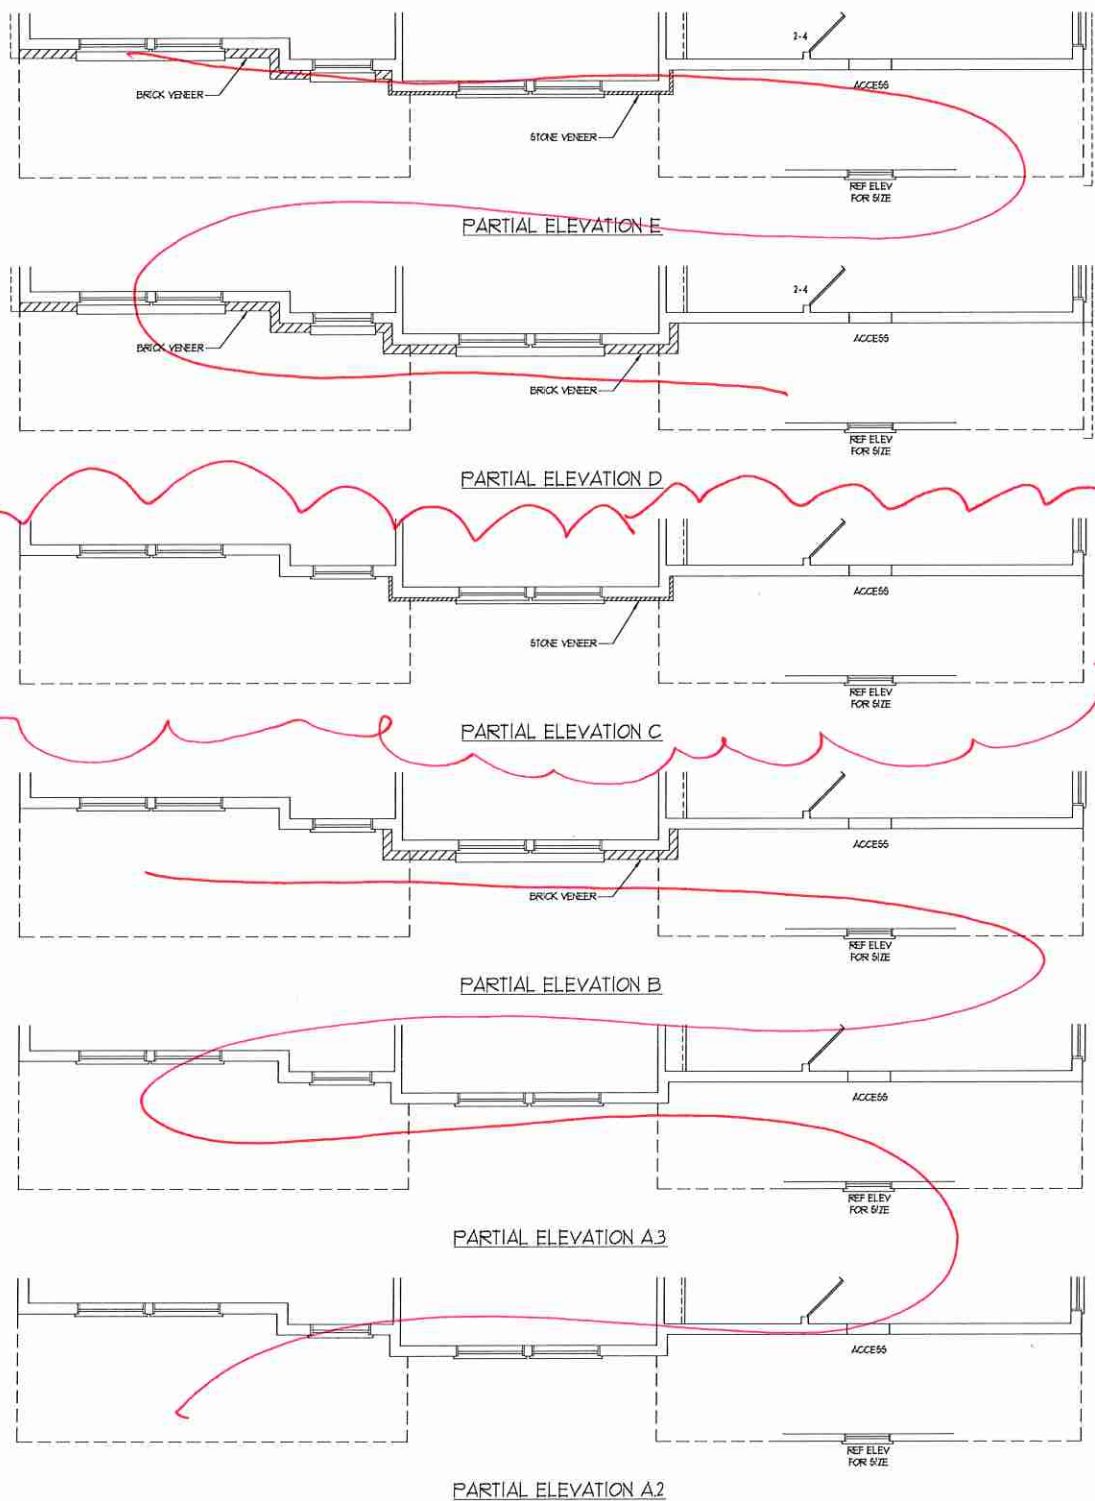 2-4
BRICK VENEER
ACCESS
STONE VENEER
REF ELEV
FOR SIZE
PARTIAL ELEVATION E
2-4
BRICK VENEER
ACCESS
BRICK VENEER
REF ELEV
FOR SIZE
PARTIAL ELEVATION D
ACCESS
STONE VENEER
REF ELEV
FOR SIZE
PARTIAL ELEVATION C
ACCESS
BRICK VENEER
REF ELEV
FOR SIZE
PARTIAL ELEVATION B
ACCESS
REF ELEV
FOR SIZE
PARTIAL ELEVATION A.3
ACCESS
REF ELEV
FOR SIZE
PARTIAL ELEVATION A.2